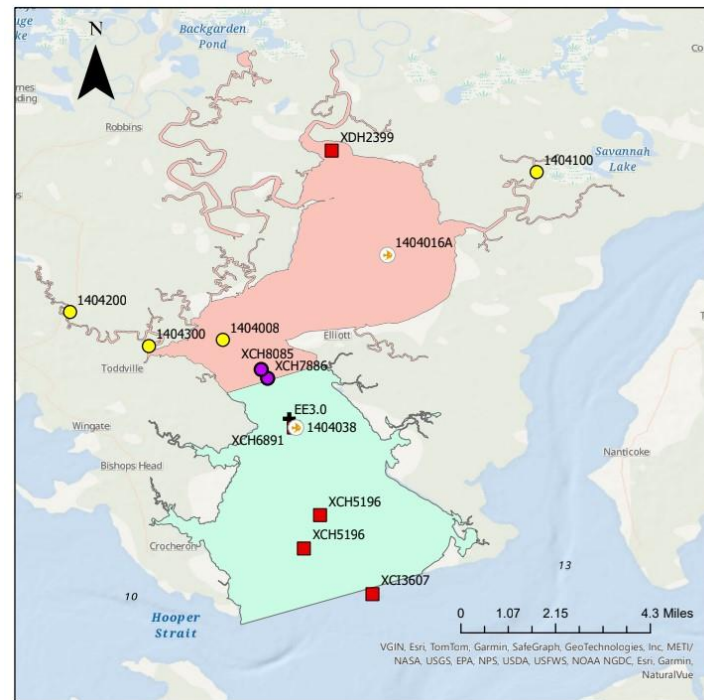 N
Backgarden
Pond
Robbins
XDH2399
1404100
Savannah
Lake
1404016A
1404200
1404300
1404008
Elliott
XCH8085
XCH7886
Toddville
EE3.0
Wingate
XCH6891
1404038
Nanticoke
Bishops Head
XCH5196
XCH5196
Crocheron
XCI3607
13
10
Hooper
Strait
0 1.07 2.15 4.3 Miles
VGIN, Esri, TomTom, Garmin, SafeGraph, GeoTechnologies, Inc, METI/
NASA, USGS, EPA, NPS, USDA, USFWS, NOAA NGDC, Esri, Garmin,
NaturalVue